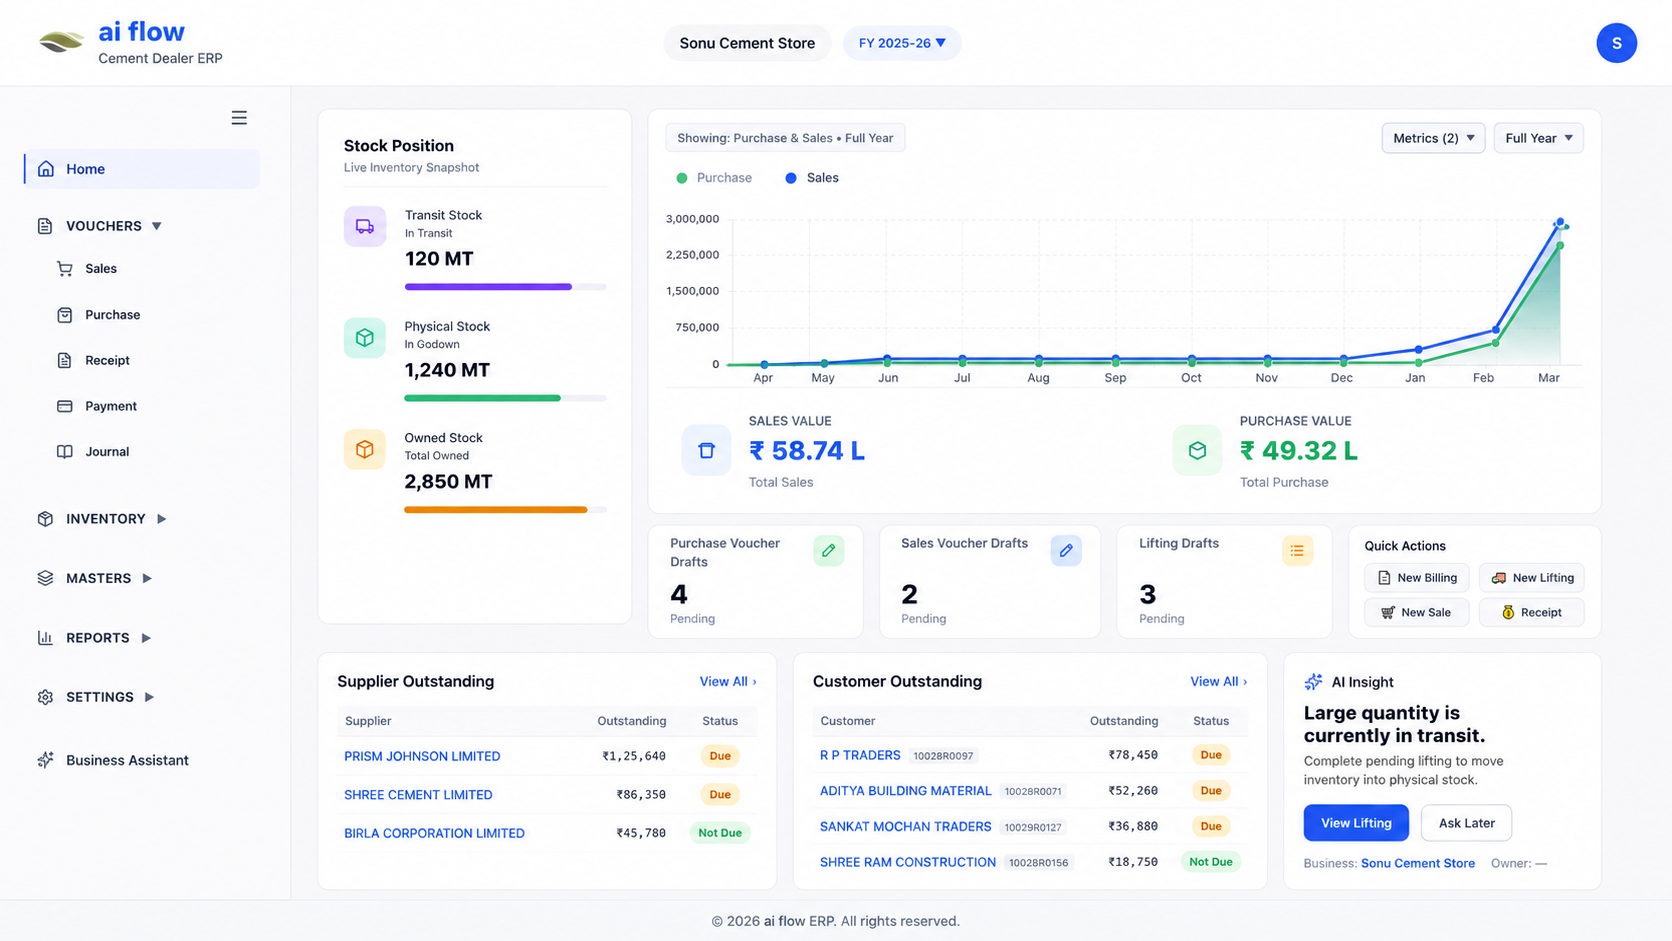 ai flow
Cement Dealer ERP
Sonu Cement Store
FY 2025-26 ▼
S
Home
VOUCHERS ▼
Sales
Purchase
Receipt
Payment
Journal
INVENTORY ▶
MASTERS ▶
REPORTS ▶
SETTINGS ▶
Business Assistant
Stock Position
Live Inventory Snapshot
Transit Stock
In Transit
120 MT
Physical Stock
In Godown
1,240 MT
Owned Stock
Total Owned
2,850 MT
Showing: Purchase & Sales • Full Year
Metrics (2) ▼
Full Year ▼
Purchase
Sales
3,000,000
2,250,000
1,500,000
750,000
0
Apr May Jun Jul Aug Sep Oct Nov Dec Jan Feb Mar
SALES VALUE
₹ 58.74 L
Total Sales
PURCHASE VALUE
₹ 49.32 L
Total Purchase
Purchase Voucher
Drafts
4
Pending
Sales Voucher Drafts
2
Pending
Lifting Drafts
3
Pending
Quick Actions
New Billing
New Lifting
New Sale
Receipt
Supplier Outstanding
View All ›
Supplier Outstanding Status
PRISM JOHNSON LIMITED ₹1,25,640 Due
SHREE CEMENT LIMITED ₹86,350 Due
BIRLA CORPORATION LIMITED ₹45,780 Not Due
Customer Outstanding
View All ›
Customer Outstanding Status
R P TRADERS 10028R0097 ₹78,450 Due
ADITYA BUILDING MATERIAL 10028R0071 ₹52,260 Due
SANKAT MOCHAN TRADERS 10029R0127 ₹36,880 Due
SHREE RAM CONSTRUCTION 10028R0156 ₹18,750 Not Due
AI Insight
Large quantity is
currently in transit.
Complete pending lifting to move
inventory into physical stock.
View Lifting
Ask Later
Business: Sonu Cement Store Owner: —
© 2026 ai flow ERP. All rights reserved.